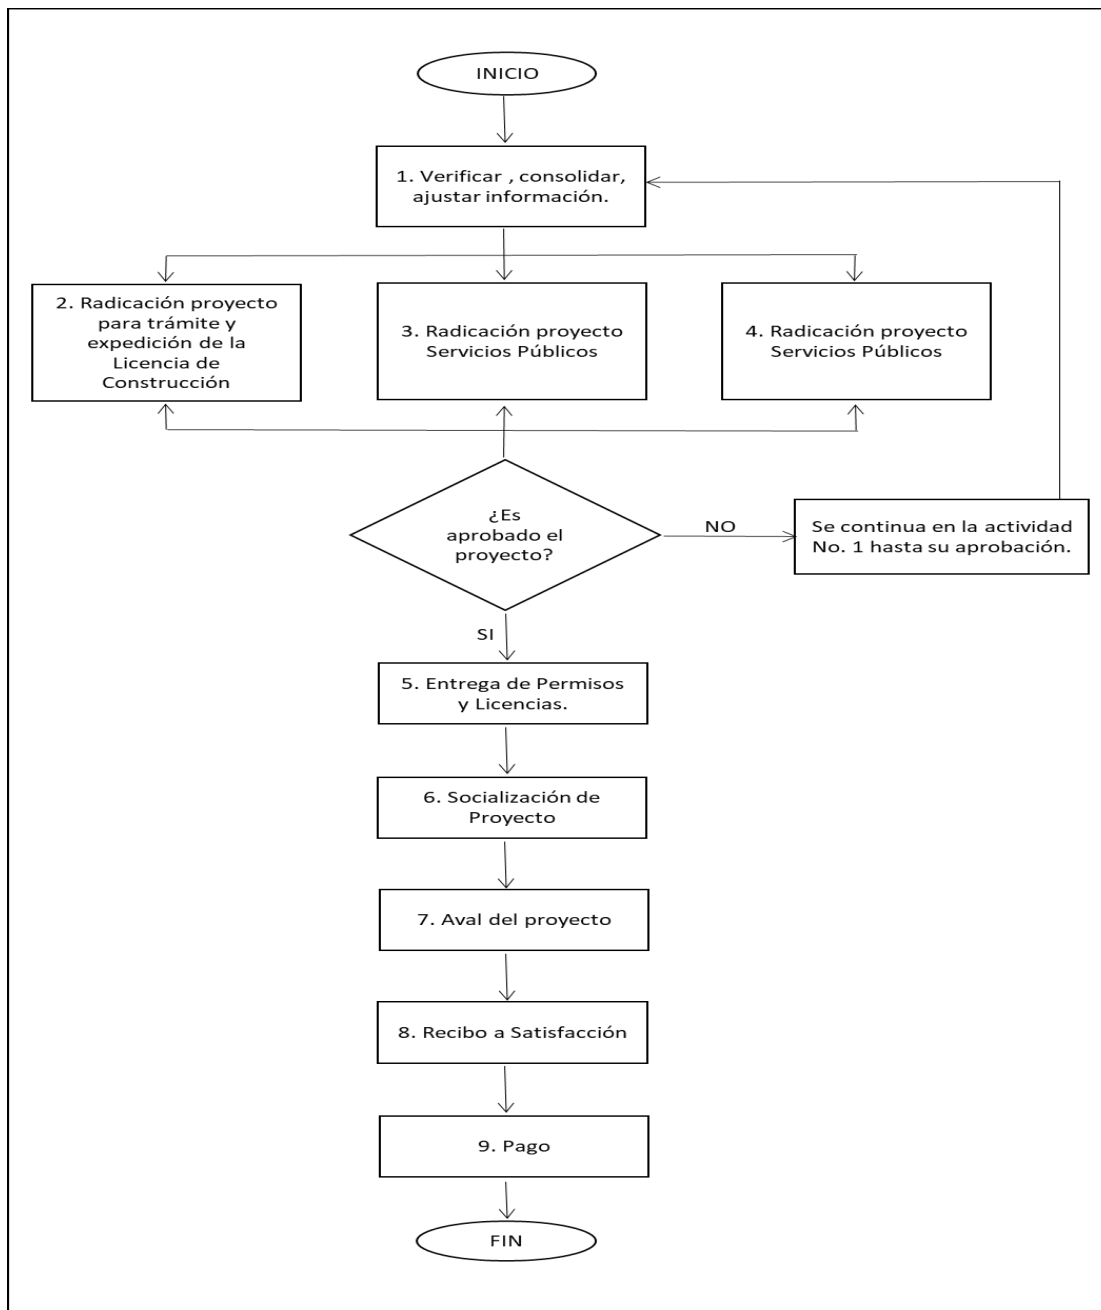 INICIO
1. Verificar , consolidar,
ajustar información.
2. Radicación proyecto
para trámite y
expedición de la
Licencia de
Construcción
3. Radicación proyecto
Servicios Públicos
4. Radicación proyecto
Servicios Públicos
¿Es
aprobado el
proyecto?
NO
Se continua en la actividad
No. 1 hasta su aprobación.
SI
5. Entrega de Permisos
y Licencias.
6. Socialización de
Proyecto
7. Aval del proyecto
8. Recibo a Satisfacción
9. Pago
FIN